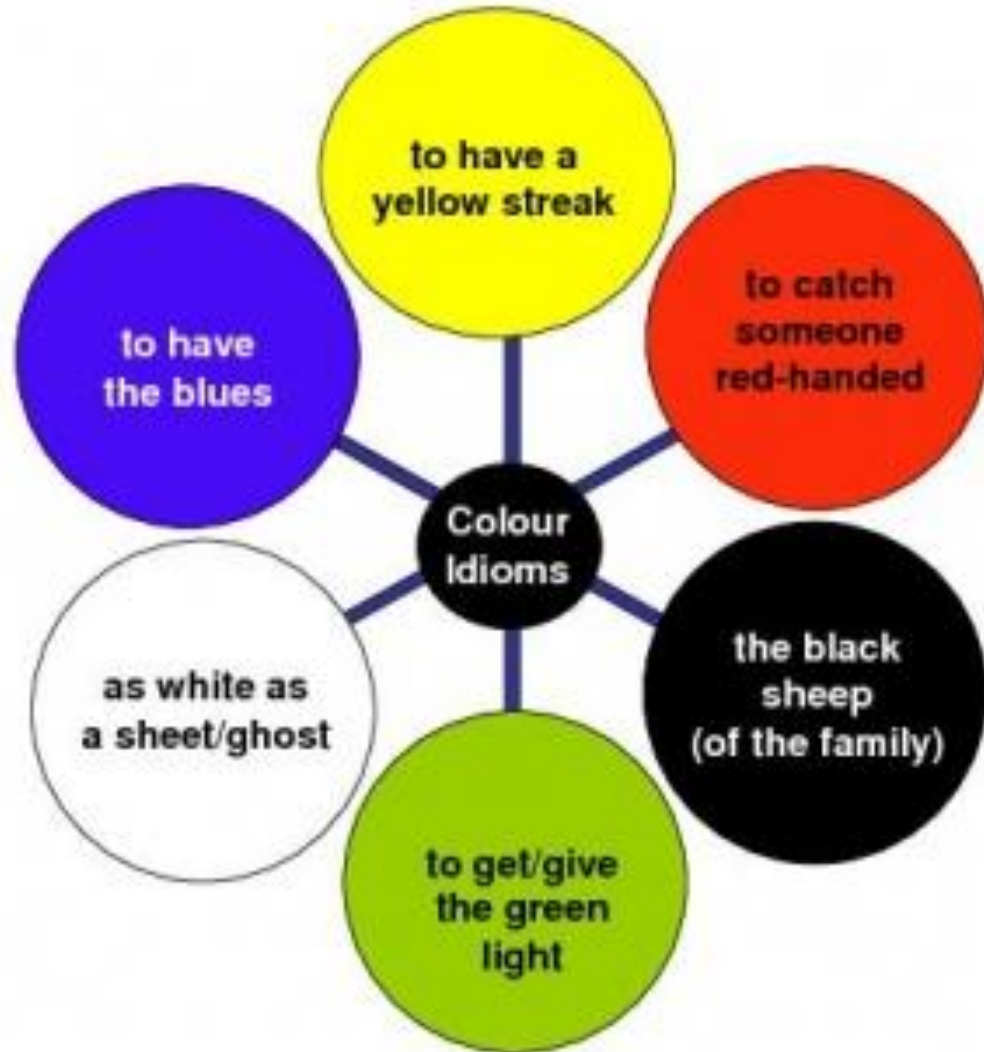 to have a
yellow streak
to catch
someone
red-handed
to have
the blues
Colour
Idioms
the black
sheep
(of the family)
as white as
a sheet/ghost
to get/give
the green
light